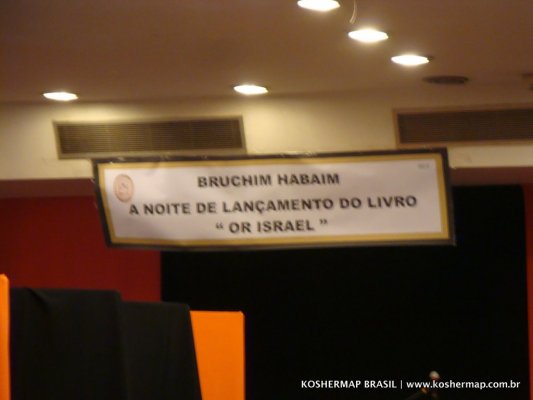 BRUCHIM HABAIM
A NOITE DE LANÇAMENTO DO LIVRO
“ OR ISRAEL ”
KOSHERMAP BRASIL | www.koshermap.com.br